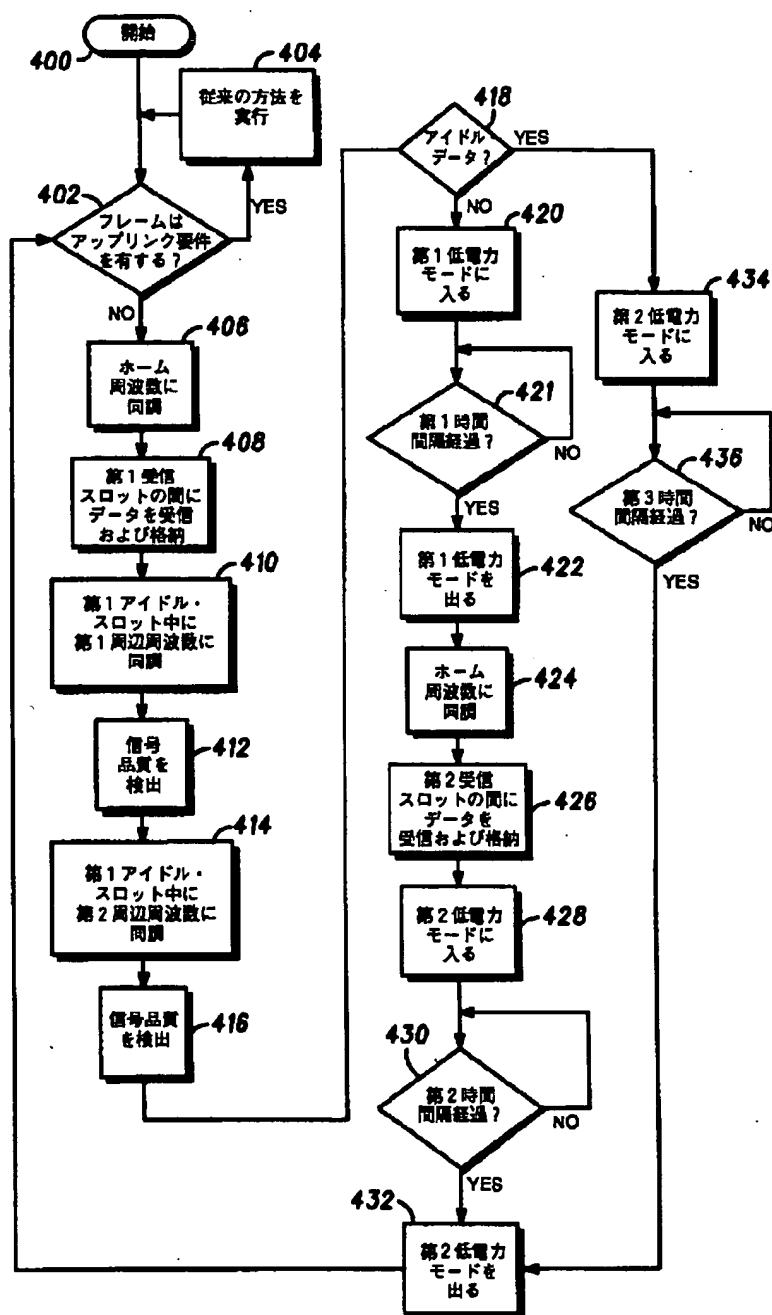 開始
400
404
従来の方法を
実行
402
フレームは
アップリンク要件
を有する?
YES
NO
406
ホーム
周波数に
同調
408
第1受信
スロットの間に
データを受信
および格納
410
第1アイドル・
スロット中に
第1周辺周波数に
同調
412
信号
品質を
検出
414
第1アイドル・
スロット中に
第2周辺周波数に
同調
416
信号品質
を検出
418
アイドル
データ?
YES
NO
420
第1低電力
モードに
入る
421
第1時間
間隔経過?
NO
YES
422
第1低電力
モードを
出る
424
ホーム
周波数に
同調
426
第2受信
スロットの間に
データを
受信および格納
428
第2低電力
モードに
入る
430
第2時間
間隔経過?
NO
YES
432
第2低電力
モードを
出る
434
第2低電力
モードに
入る
436
第3時間
間隔経過?
NO
YES